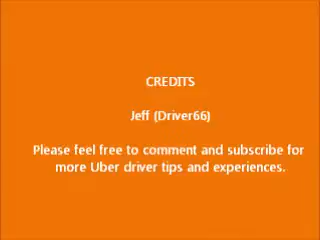 CREDITS
Jeff (Driver66)
Please feel free to comment and subscribe for
more Uber driver tips and experiences.